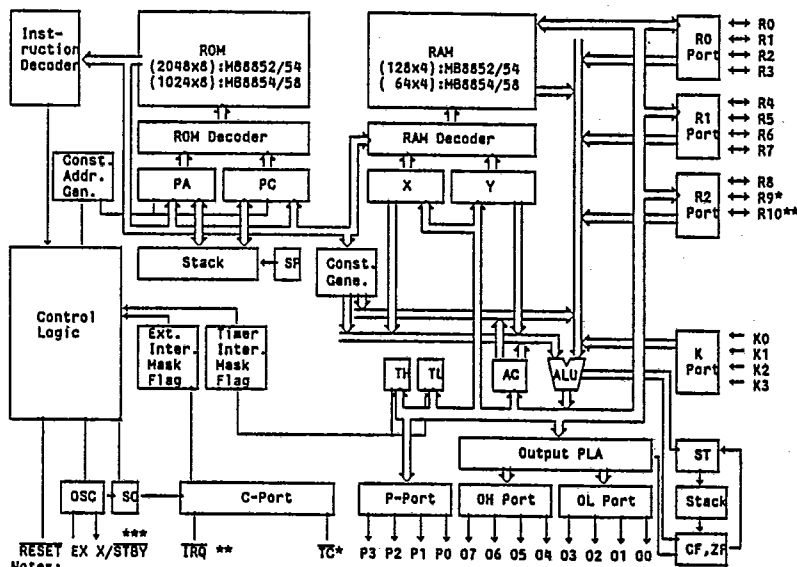 Inst-
ruction
Decoder
ROM
(2048x8):MB8852/54
(1024x8):MB8854/58
RAM
(128x4):MB8852/54
( 64x4):MB8854/58
R0
Port
R0
R1
R2
R3
ROM Decoder
RAM Decoder
R1
Port
R4
R5
R6
R7
Const.
Addr.
Gen.
PA
PC
X
Y
R2
Port
R8
R9*
R10**
Stack
SP
Const.
Gene.
Control
Logic
Ext.
Inter.
Mask
Flag
Timer
Inter.
Mask
Flag
TH
TL
AC
ALU
K
Port
K0
K1
K2
K3
Output PLA
ST
OSC
SC
C-Port
P-Port
OH Port
OL Port
Stack
CF,ZF
RESET EX X/STBY *** IRQ ** TC* P3 P2 P1 P0 O7 O6 O5 O4 O3 O2 O1 O0
Notes: